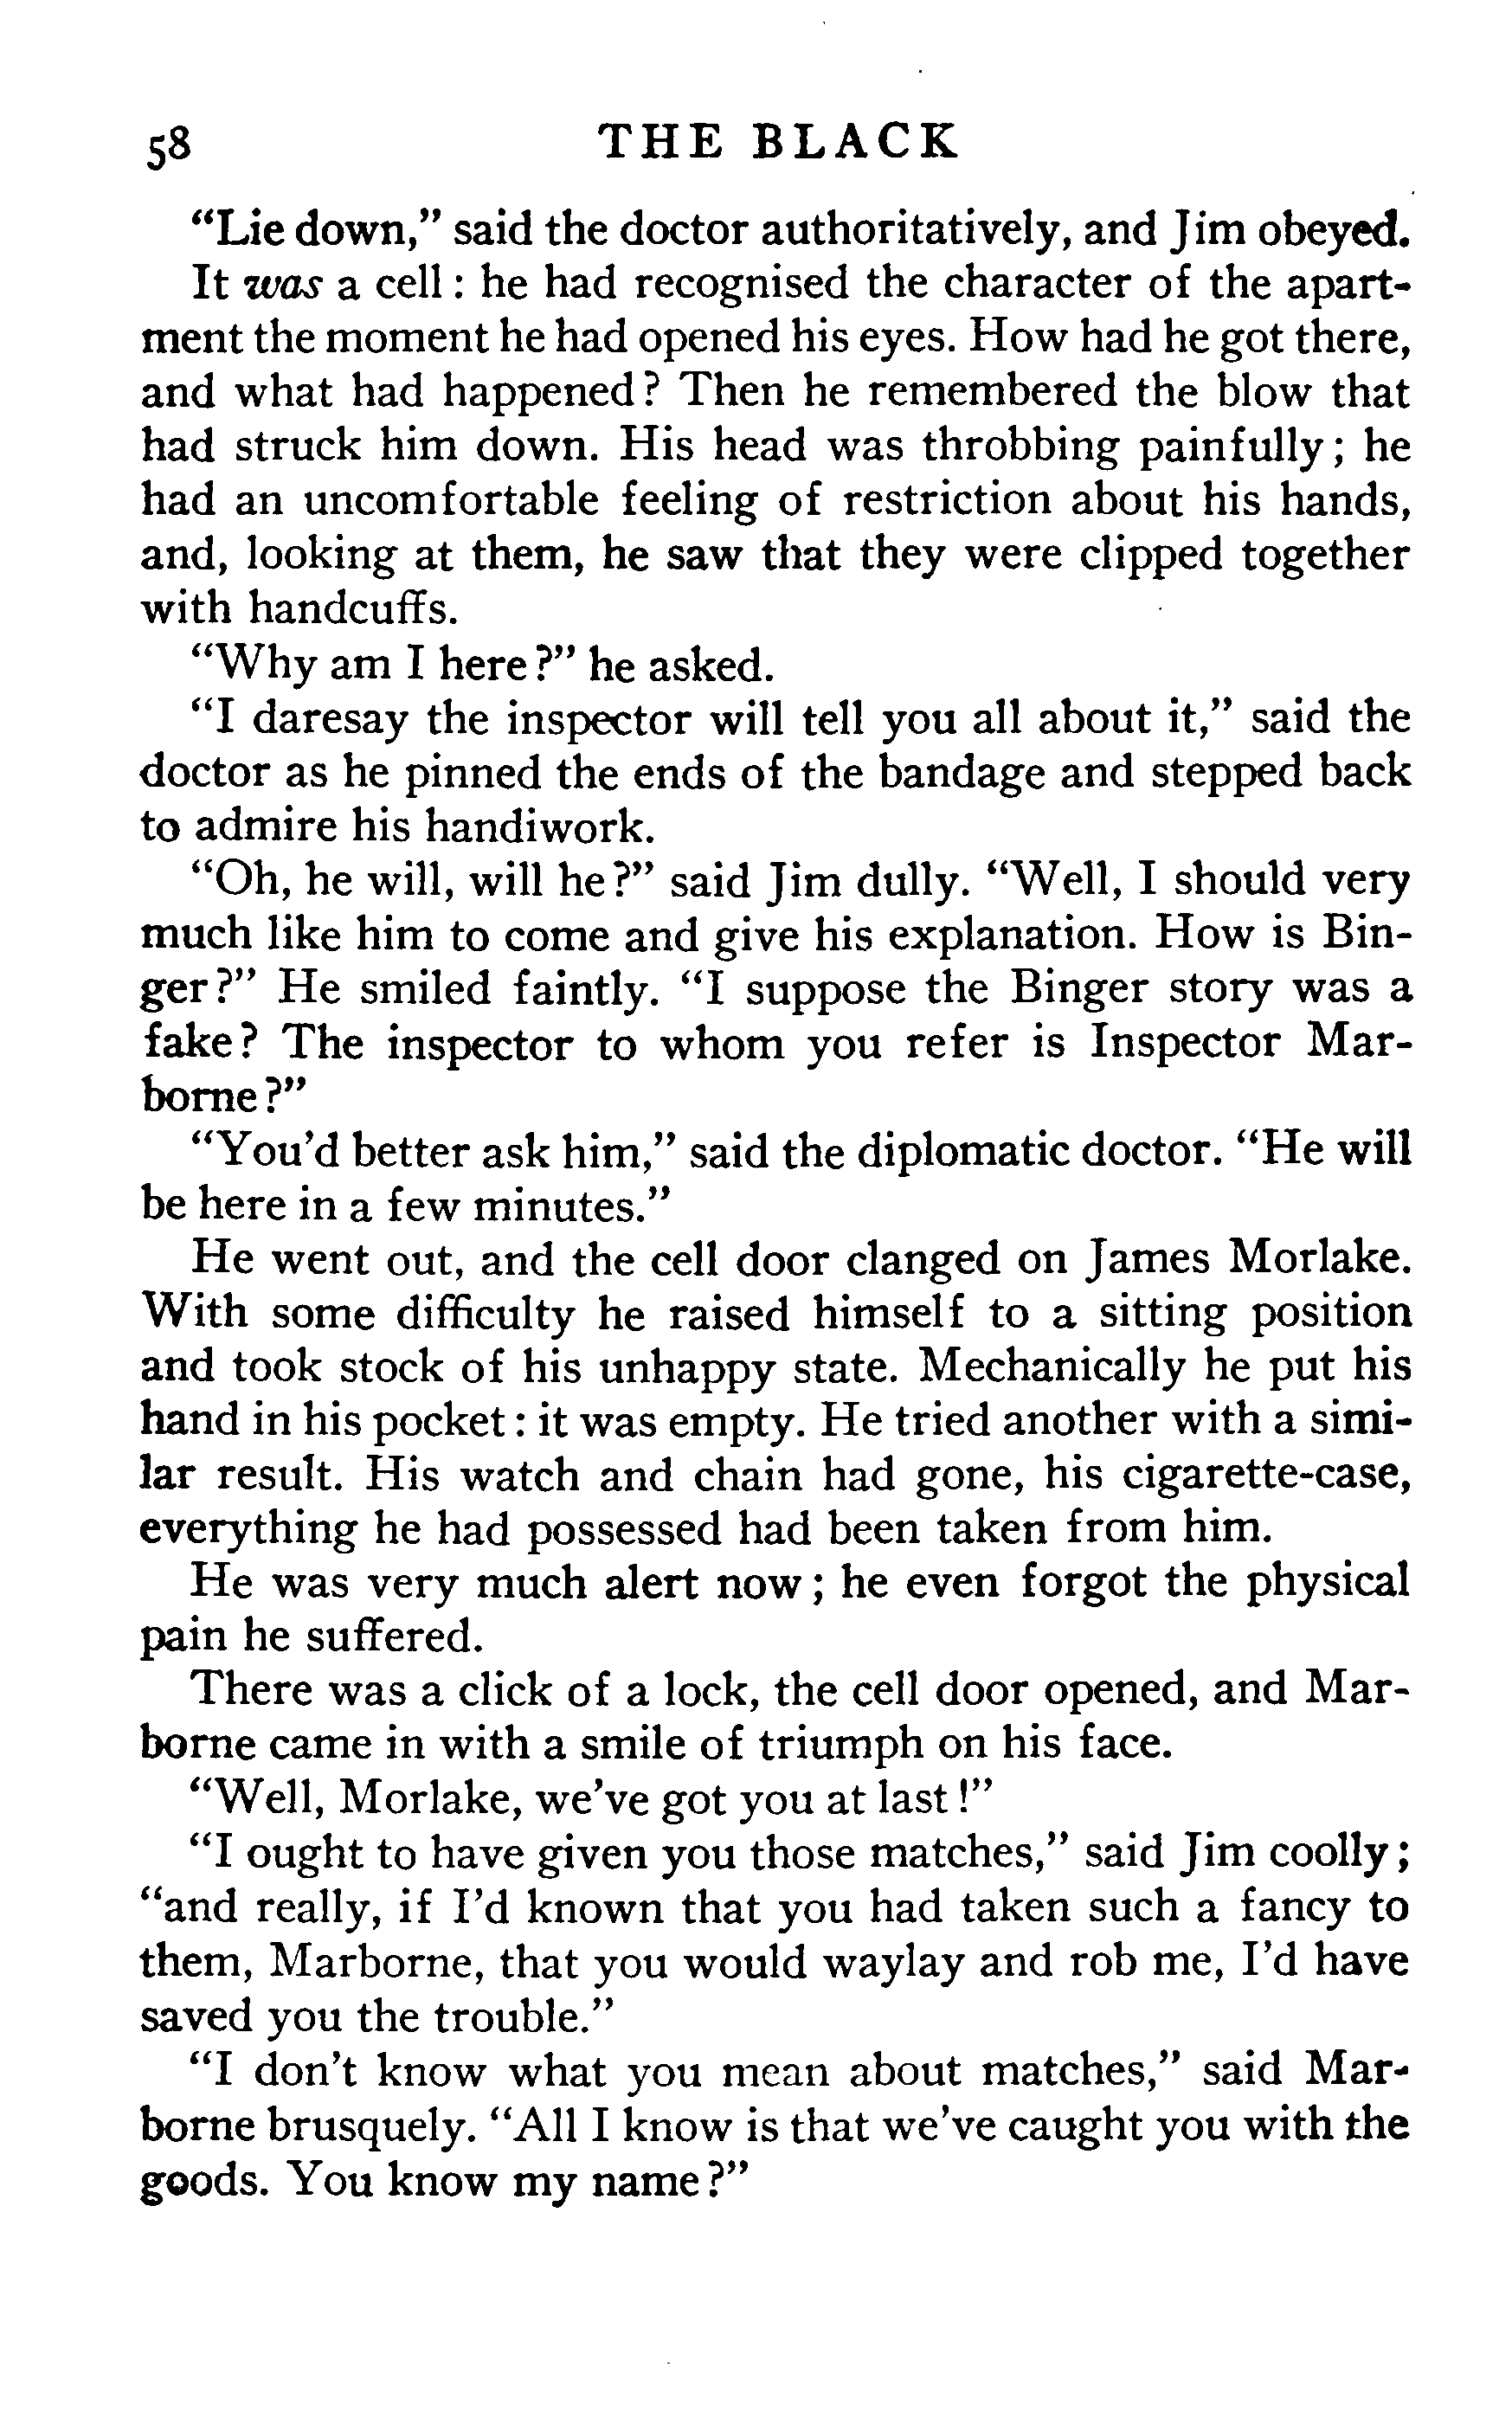 58 THE BLACK
"Lie down," said the doctor authoritatively, and Jim obeyed.
It was a cell: he had recognised the character of the apart-
ment the moment he had opened his eyes. How had he got there,
and what had happened? Then he remembered the blow that
had struck him down. His head was throbbing painfully; he
had an uncomfortable feeling of restriction about his hands,
and, looking at them, he saw that they were clipped together
with handcuffs.
"Why am I here?" he asked.
"I daresay the inspector will tell you all about it," said the
doctor as he pinned the ends of the bandage and stepped back
to admire his handiwork.
"Oh, he will, will he?" said Jim dully. "Well, I should very
much like him to come and give his explanation. How is Bin-
ger?" He smiled faintly. "I suppose the Binger story was a
fake? The inspector to whom you refer is Inspector Mar-
borne?"
"You'd better ask him," said the diplomatic doctor. "He will
be here in a few minutes."
He went out, and the cell door clanged on James Morlake.
With some difficulty he raised himself to a sitting position
and took stock of his unhappy state. Mechanically he put his
hand in his pocket: it was empty. He tried another with a simi-
lar result. His watch and chain had gone, his cigarette-case,
everything he had possessed had been taken from him.
He was very much alert now; he even forgot the physical
pain he suffered.
There was a click of a lock, the cell door opened, and Mar-
borne came in with a smile of triumph on his face.
"Well, Morlake, we've got you at last!"
"I ought to have given you those matches," said Jim coolly;
"and really, if I'd known that you had taken such a fancy to
them, Marborne, that you would waylay and rob me, I'd have
saved you the trouble."
"I don't know what you mean about matches," said Mar-
borne brusquely. "All I know is that we've caught you with the
goods. You know my name?"